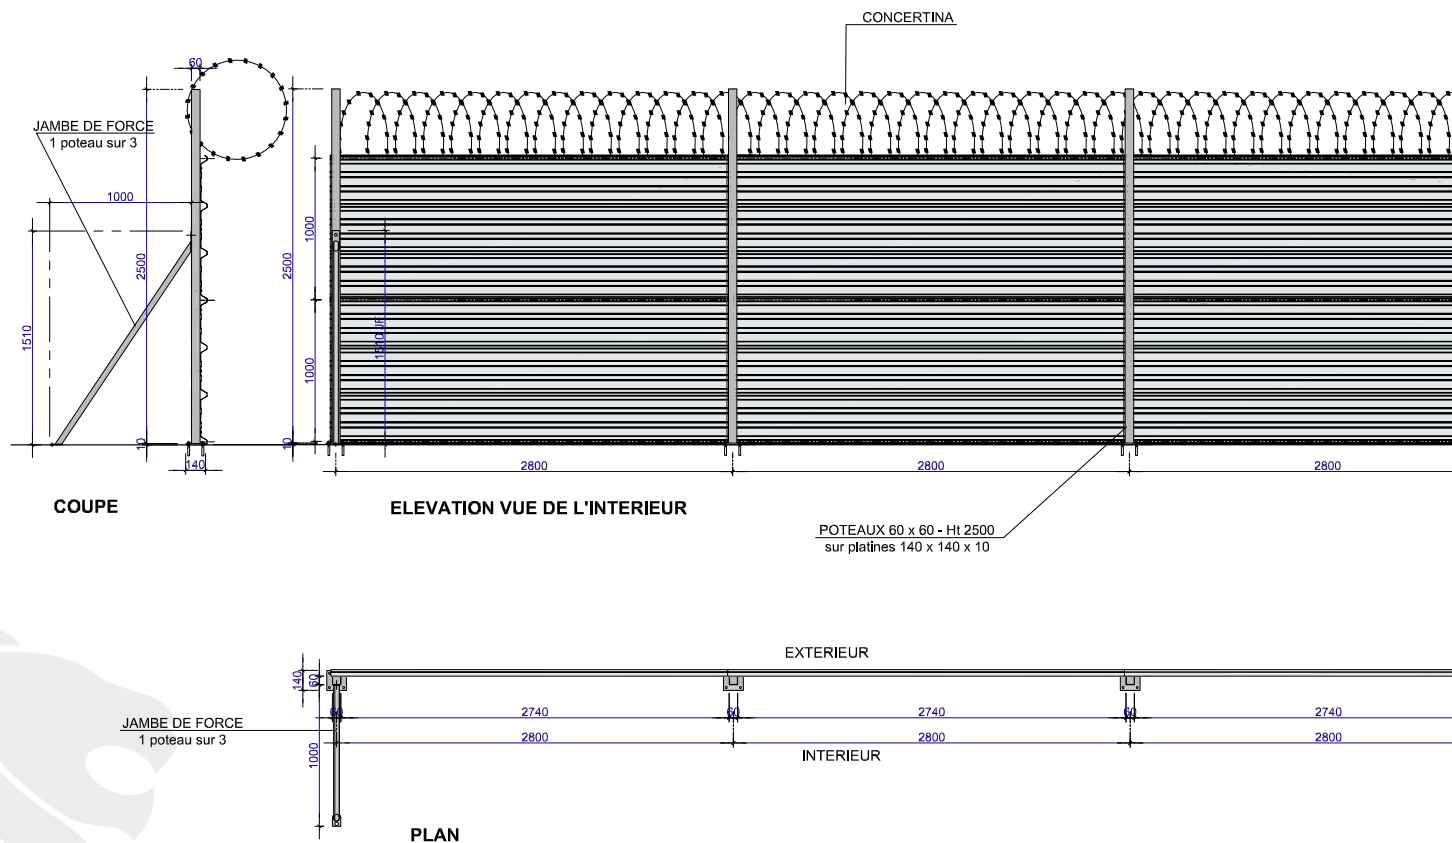 CONCERTINA
60
JAMBE DE FORCE
1 poteau sur 3
1000
2500
1510
10
140
2500
1000
1000
10
1510 JF
2800
2800
2800
COUPE
ELEVATION VUE DE L'INTERIEUR
POTEAUX 60 x 60 - Ht 2500
sur platines 140 x 140 x 10
EXTERIEUR
140
60
60
2740
60
2740
60
2740
JAMBE DE FORCE
1 poteau sur 3
1000
2800
2800
2800
INTERIEUR
PLAN